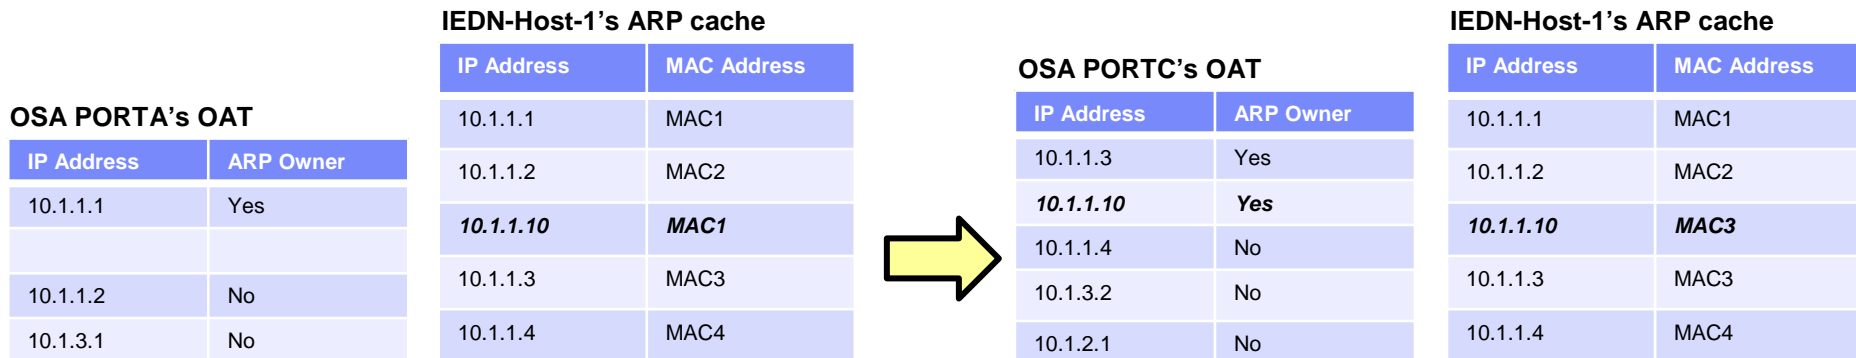 OSA PORTA's OAT
IP Address ARP Owner
10.1.1.1 Yes
10.1.1.2 No
10.1.3.1 No
IEDN-Host-1's ARP cache
IP Address MAC Address
10.1.1.1 MAC1
10.1.1.2 MAC2
10.1.1.10 MAC1
10.1.1.3 MAC3
10.1.1.4 MAC4
OSA PORTC's OAT
IP Address ARP Owner
10.1.1.3 Yes
10.1.1.10 Yes
10.1.1.4 No
10.1.3.2 No
10.1.2.1 No
IEDN-Host-1's ARP cache
IP Address MAC Address
10.1.1.1 MAC1
10.1.1.2 MAC2
10.1.1.10 MAC3
10.1.1.3 MAC3
10.1.1.4 MAC4